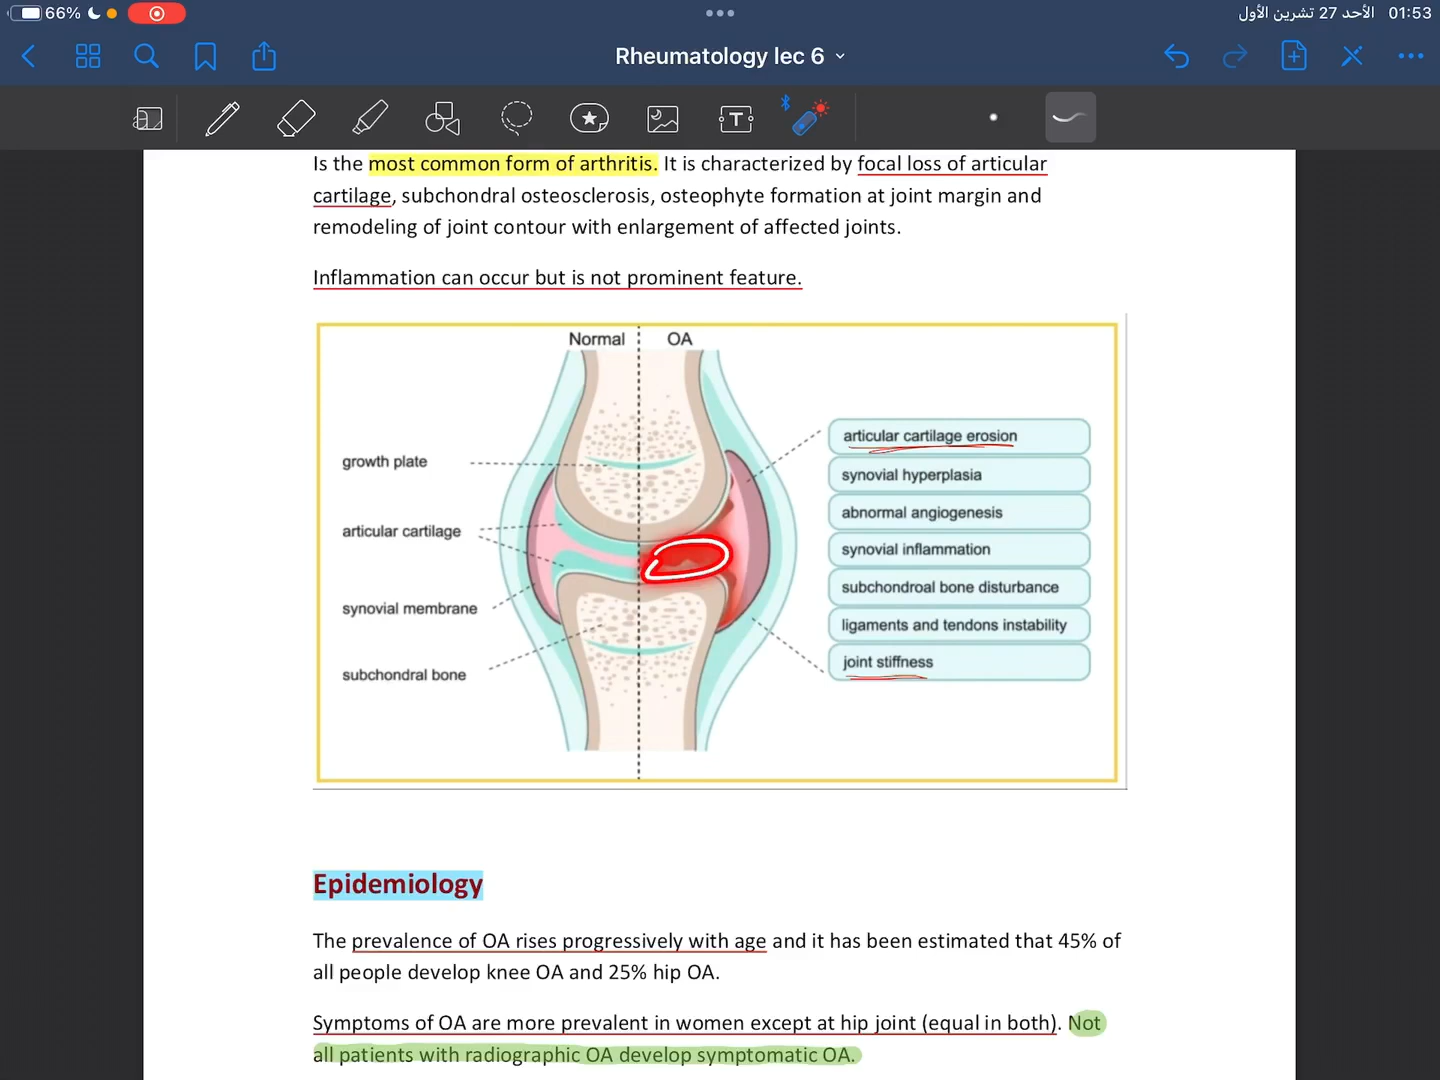 66%
الأحد 27 تشرين الأول
01:53
Rheumatology lec 6
a
T
Is the most common form of arthritis. It is characterized by focal loss of articular
cartilage, subchondral osteosclerosis, osteophyte formation at joint margin and
remodeling of joint contour with enlargement of affected joints.
Inflammation can occur but is not prominent feature.
Normal
OA
growth plate
articular cartilage
synovial membrane
subchondral bone
articular cartilage erosion
synovial hyperplasia
abnormal angiogenesis
synovial inflammation
subchondroal bone disturbance
ligaments and tendons instability
joint stiffness
Epidemiology
The prevalence of OA rises progressively with age and it has been estimated that 45% of
all people develop knee OA and 25% hip OA.
Symptoms of OA are more prevalent in women except at hip joint (equal in both). Not
all patients with radiographic OA develop symptomatic OA.